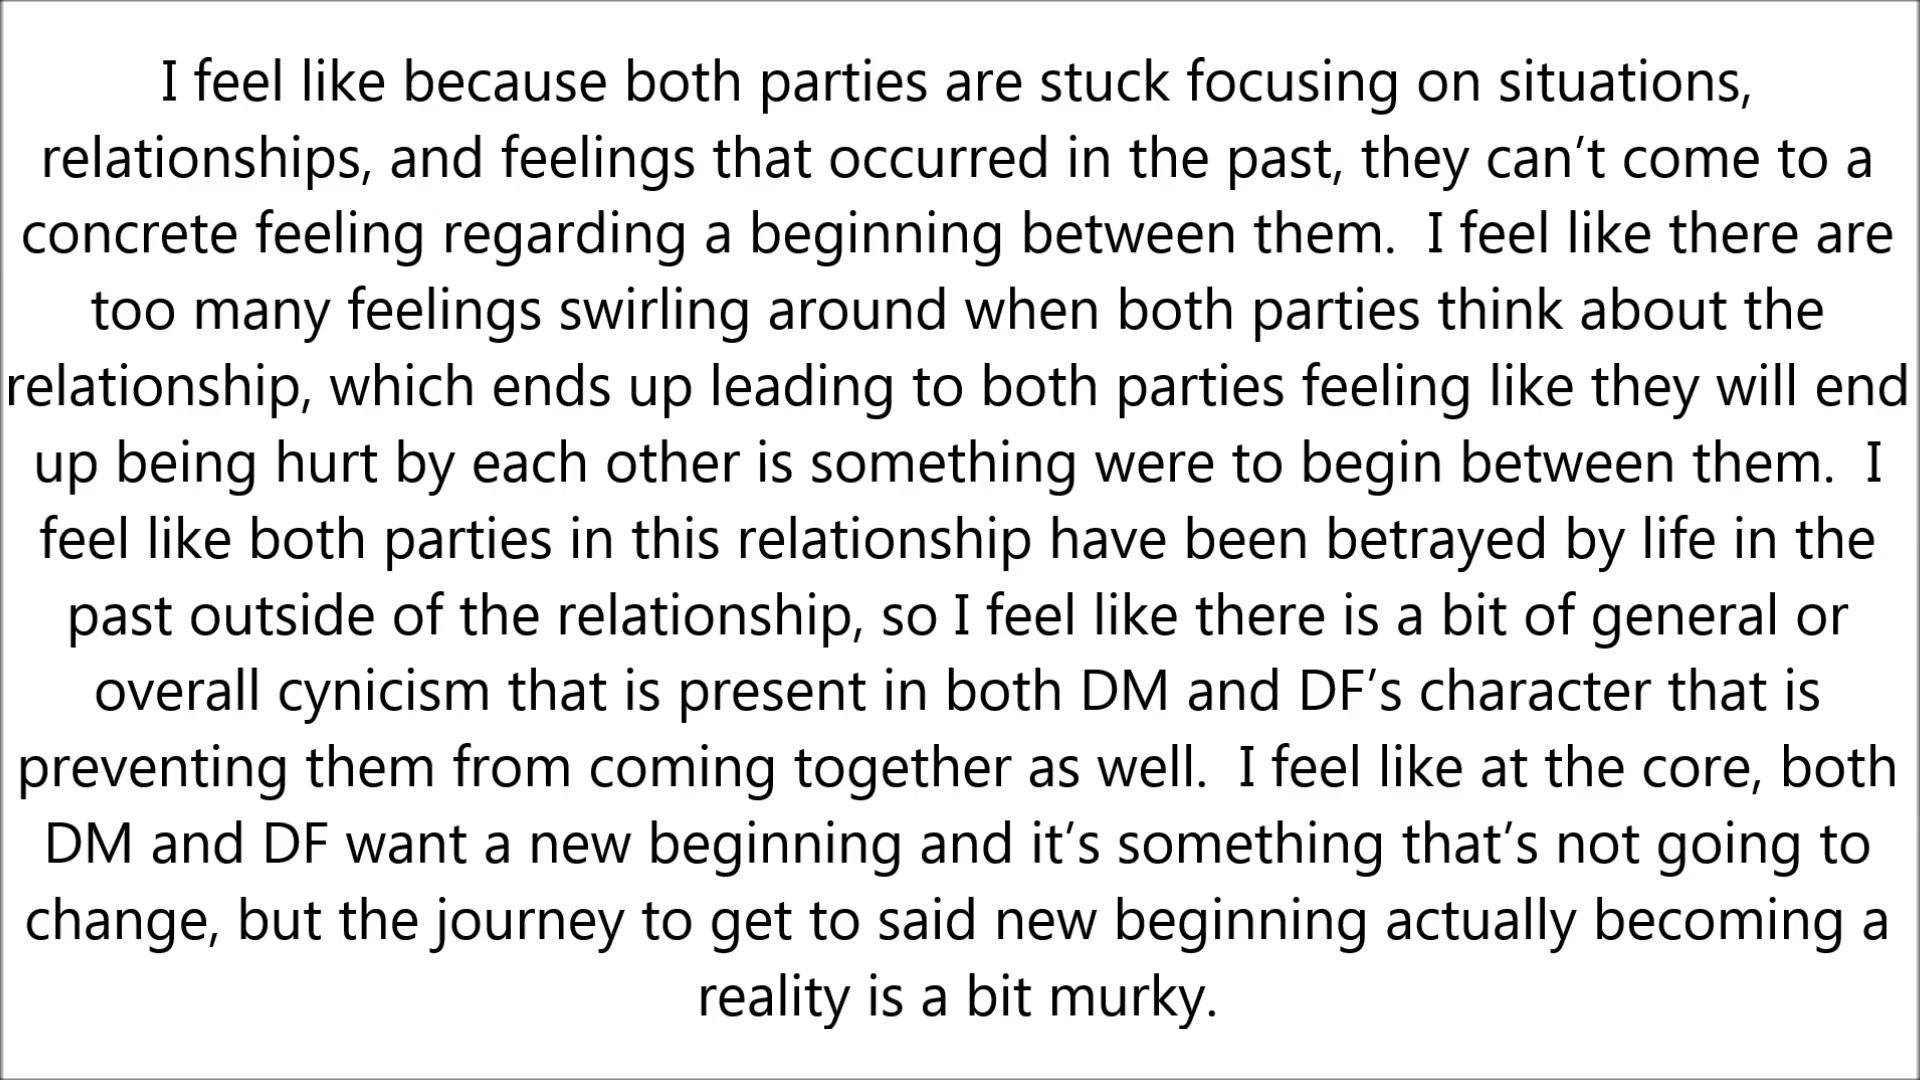 I feel like because both parties are stuck focusing on situations,
relationships, and feelings that occurred in the past, they can’t come to a
concrete feeling regarding a beginning between them.  I feel like there are
too many feelings swirling around when both parties think about the
relationship, which ends up leading to both parties feeling like they will end
up being hurt by each other is something were to begin between them.  I
feel like both parties in this relationship have been betrayed by life in the
past outside of the relationship, so I feel like there is a bit of general or
overall cynicism that is present in both DM and DF’s character that is
preventing them from coming together as well.  I feel like at the core, both
DM and DF want a new beginning and it’s something that’s not going to
change, but the journey to get to said new beginning actually becoming a
reality is a bit murky.